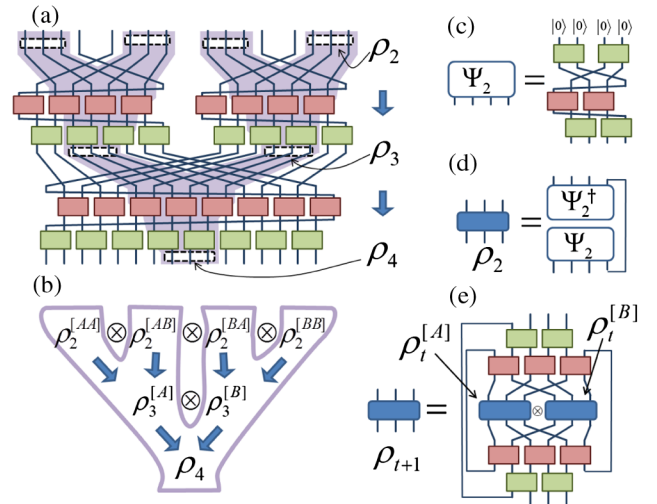 (a)
ρ₂
ρ₃
ρ₄
(b)
ρ₂^[AA] ⊗ ρ₂^[AB] ⊗ ρ₂^[BA] ⊗ ρ₂^[BB]
ρ₃^[A] ⊗ ρ₃^[B]
ρ₄
(c)
|0⟩ |0⟩ |0⟩ |0⟩
Ψ₂ =
(d)
Ψ₂†
=
Ψ₂
ρ₂
(e)
ρₜ^[A] ρₜ^[B]
= ⊗
ρₜ₊₁